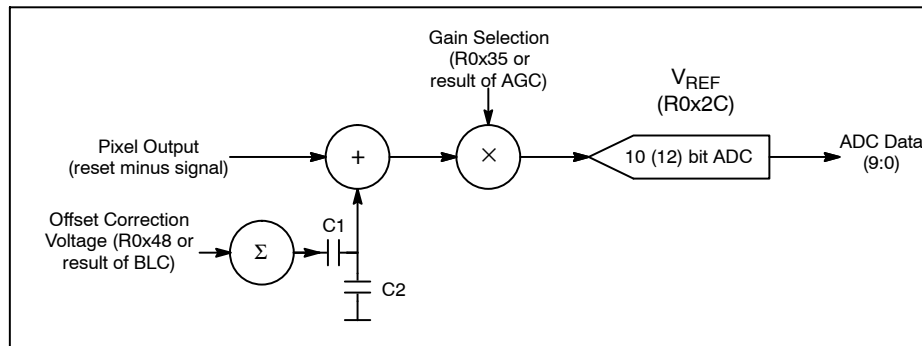 Gain Selection
(R0x35 or
result of AGC)
VREF
(R0x2C)
Pixel Output
(reset minus signal)
+
×
10 (12) bit ADC
ADC Data
(9:0)
Offset Correction
Voltage (R0x48 or
result of BLC)
Σ
C1
C2